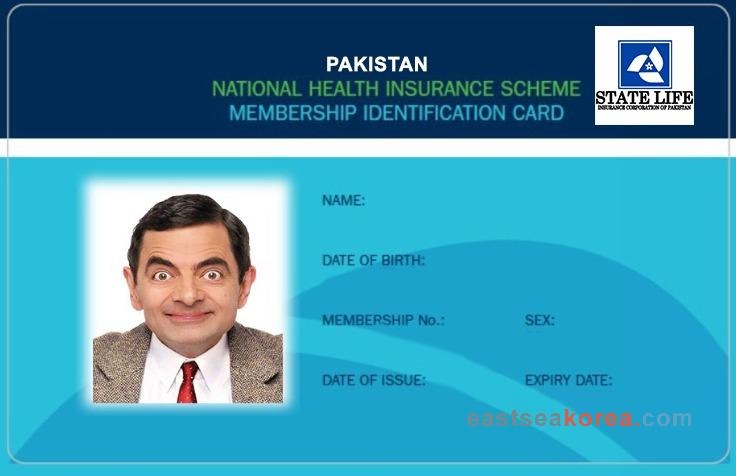 PAKISTAN
NATIONAL HEALTH INSURANCE SCHEME
MEMBERSHIP IDENTIFICATION CARD
STATE LIFE
INSURANCE CORPORATION OF PAKISTAN
NAME:
DATE OF BIRTH:
MEMBERSHIP No.: SEX:
DATE OF ISSUE: EXPIRY DATE:
eastseakorea.com